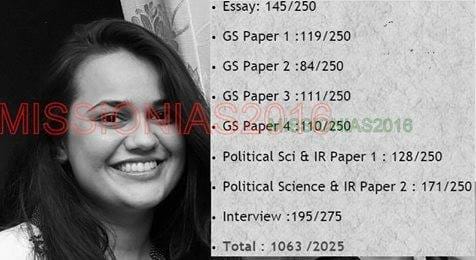 • Essay: 145/250
• GS Paper 1 :119/250
• GS Paper 2 :84/250
• GS Paper 3 :111/250
MISSIONIAS2016
• GS Paper 4 :110/250
MISSIONIAS2016
• Political Sci & IR Paper 1 : 128/250
• Political Science & IR Paper 2 : 171/250
• Interview :195/275
• Total : 1063 /2025